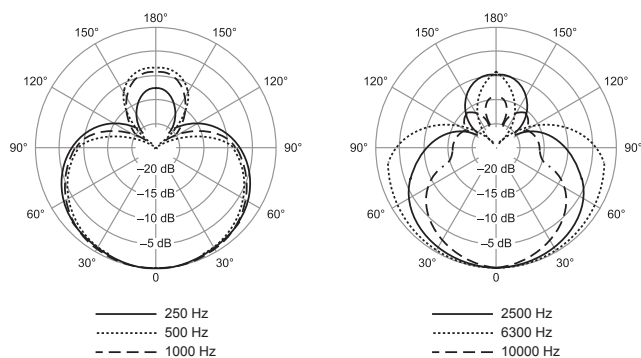 180°
150° 150°
120° 120°
90° 90°
60° 60°
30° 30°
0
–20 dB
–15 dB
–10 dB
–5 dB
250 Hz
500 Hz
1000 Hz
180°
150° 150°
120° 120°
90° 90°
60° 60°
30° 30°
0
–20 dB
–15 dB
–10 dB
–5 dB
2500 Hz
6300 Hz
10000 Hz